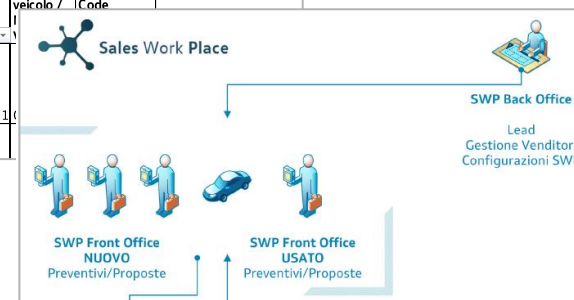 veicolo /
Code
Sales Work Place
SWP Back Office
Lead
Gestione Venditor
Configurazioni SW
SWP Front Office
NUOVO
Preventivi/Proposte
SWP Front Office
USATO
Preventivi/Proposte